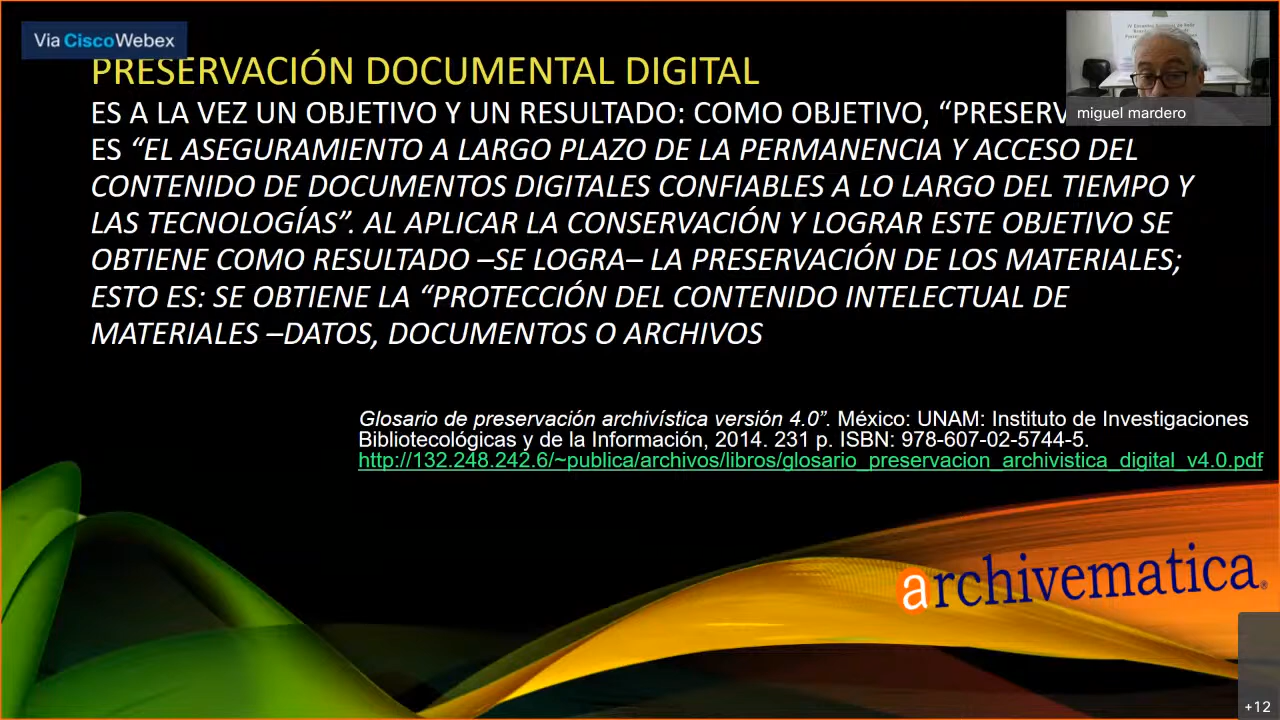 Vía CiscoWebex
PRESERVACIÓN DOCUMENTAL DIGITAL
ES A LA VEZ UN OBJETIVO Y UN RESULTADO: COMO OBJETIVO, “PRESERV
miguel mardero
ES “EL ASEGURAMIENTO A LARGO PLAZO DE LA PERMANENCIA Y ACCESO DEL
CONTENIDO DE DOCUMENTOS DIGITALES CONFIABLES A LO LARGO DEL TIEMPO Y
LAS TECNOLOGÍAS”. AL APLICAR LA CONSERVACIÓN Y LOGRAR ESTE OBJETIVO SE
OBTIENE COMO RESULTADO –SE LOGRA– LA PRESERVACIÓN DE LOS MATERIALES;
ESTO ES: SE OBTIENE LA “PROTECCIÓN DEL CONTENIDO INTELECTUAL DE
MATERIALES –DATOS, DOCUMENTOS O ARCHIVOS
Glosario de preservación archivística versión 4.0”. México: UNAM: Instituto de Investigaciones
Bibliotecológicas y de la Información, 2014. 231 p. ISBN: 978-607-02-5744-5.
http://132.248.242.6/~publica/archivos/libros/glosario_preservacion_archivistica_digital_v4.0.pdf
archivematica®
+12